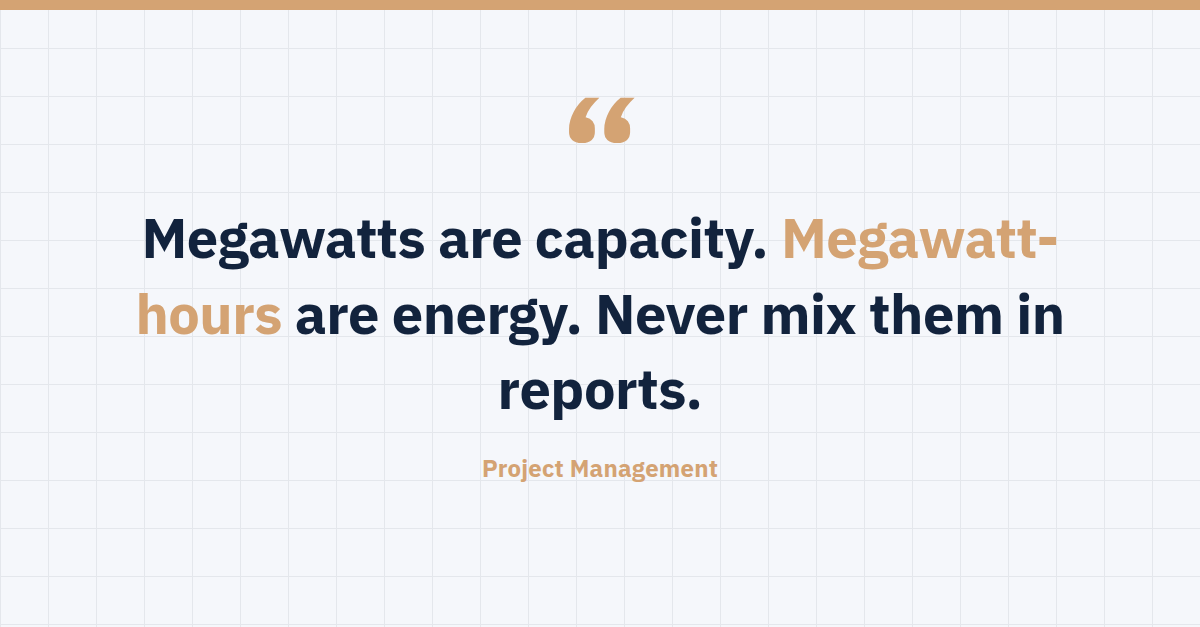 “
Megawatts are capacity. Megawatt-
hours are energy. Never mix them in
reports.
Project Management